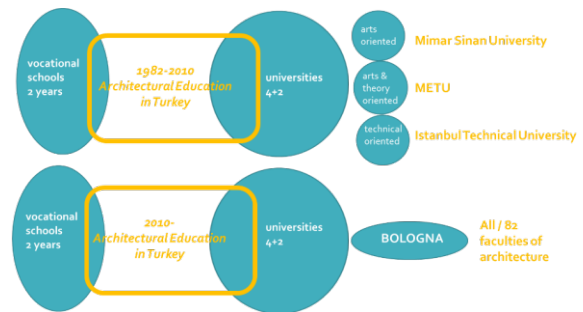 vocational
schools
2 years
1982-2010
Architectural Education
in Turkey
universities
4+2
arts
oriented
Mimar Sinan University
arts &
theory
oriented
METU
technical
oriented
Istanbul Technical University
vocational
schools
2 years
2010-
Architectural Education
in Turkey
universities
4+2
BOLOGNA
All / 82
faculties of
architecture